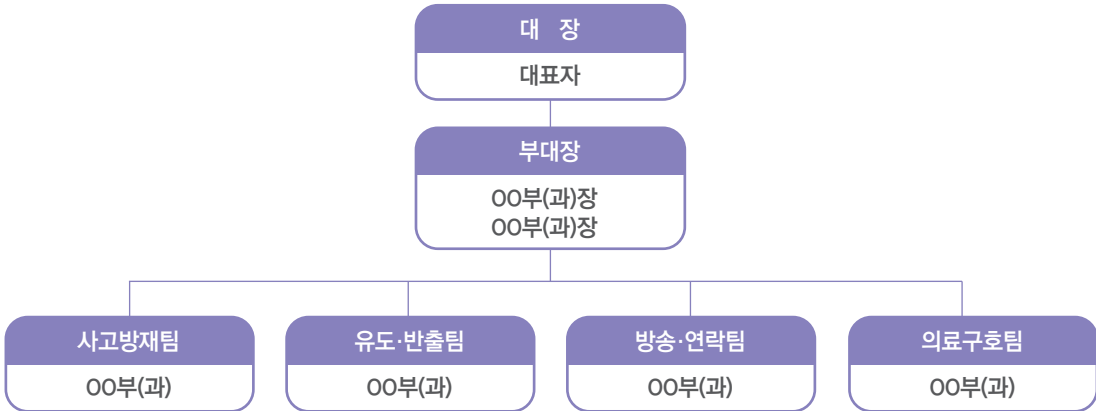 대 장
대표자
부대장
OO부(과)장
OO부(과)장
사고방재팀
OO부(과)
유도·반출팀
OO부(과)
방송·연락팀
OO부(과)
의료구호팀
OO부(과)